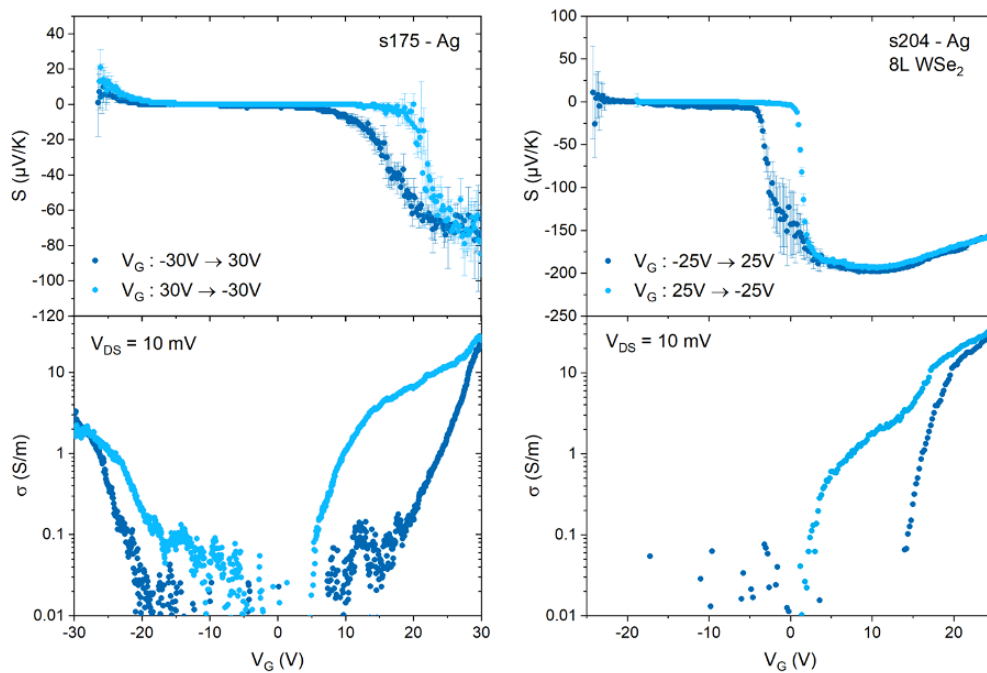 s175 - Ag
S (µV/K)
20
0
-20
-40
-60
-80
-100
-120
V_G : -30V → 30V
V_G : 30V → -30V
V_DS = 10 mV
σ (S/m)
10
1
0.1
0.01
-30 -20 -10 0 10 20 30
V_G (V)
s204 - Ag
8L WSe₂
S (µV/K)
100
50
0
-50
-100
-150
-200
-250
V_G : -25V → 25V
V_G : 25V → -25V
V_DS = 10 mV
σ (S/m)
10
1
0.1
0.01
-20 -10 0 10 20
V_G (V)